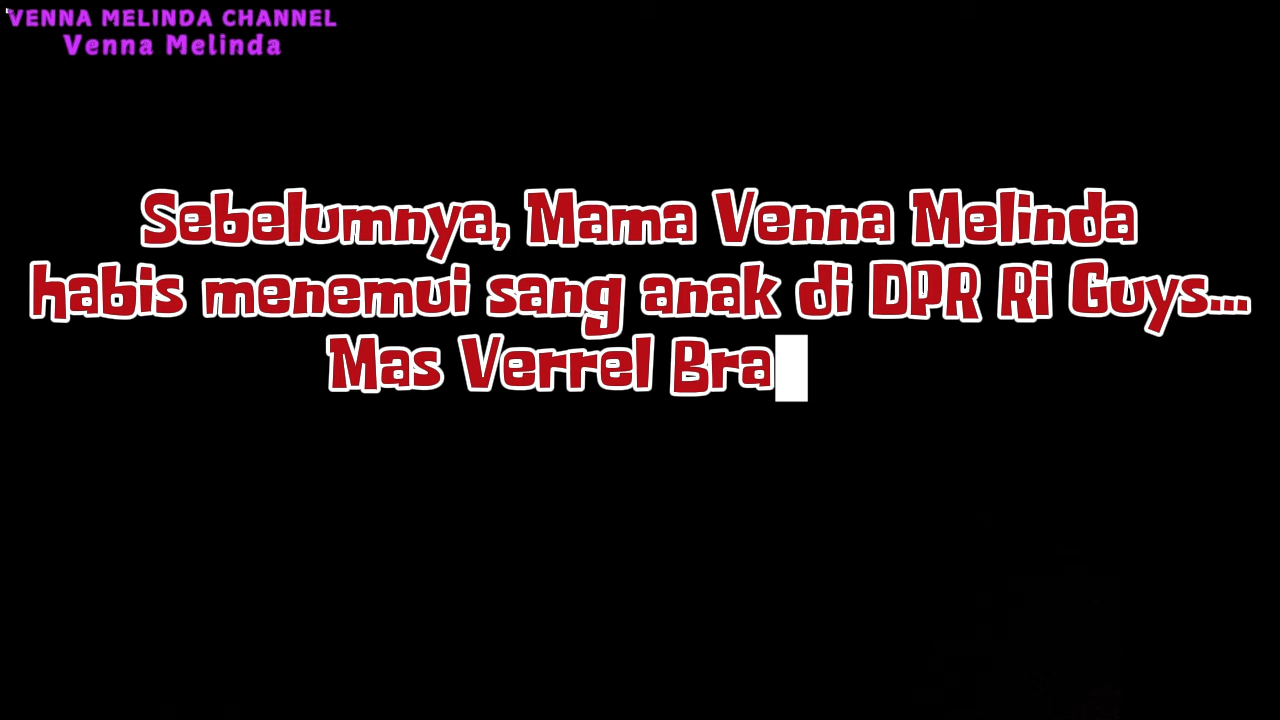 VENNA MELINDA CHANNEL
Venna Melinda
Sebelumnya, Mama Venna Melinda
habis menemui sang anak di DPR Ri Guys...
Mas Verrel Bra